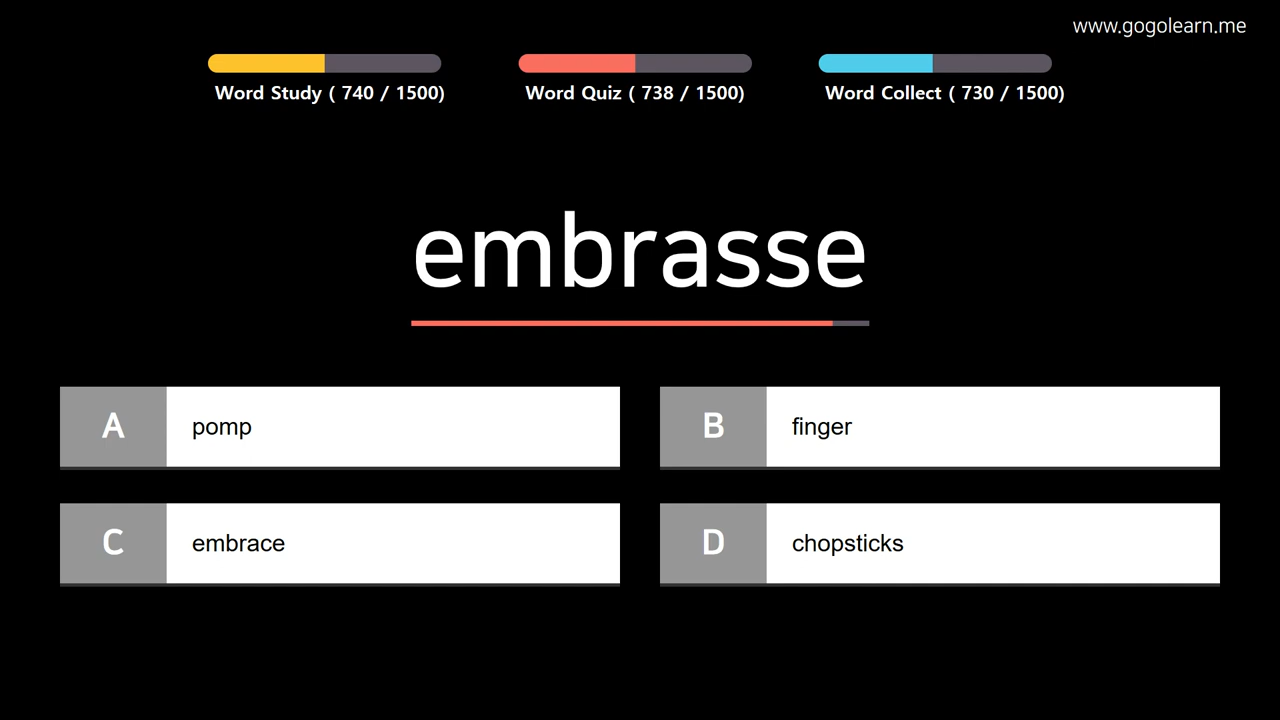 www.gogolearn.me
Word Study ( 740 / 1500)
Word Quiz ( 738 / 1500)
Word Collect ( 730 / 1500)
embrasse
A pomp
B finger
C embrace
D chopsticks